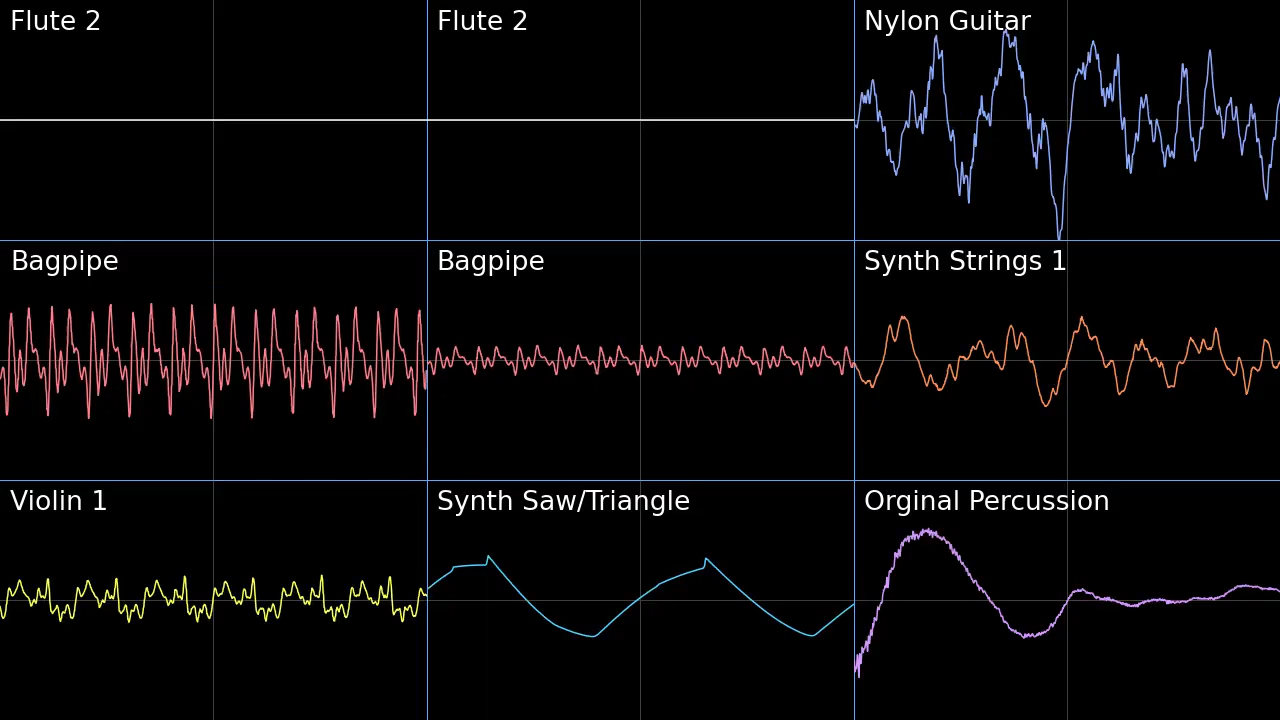 Flute 2
Flute 2
Nylon Guitar
Bagpipe
Bagpipe
Synth Strings 1
Violin 1
Synth Saw/Triangle
Orginal Percussion